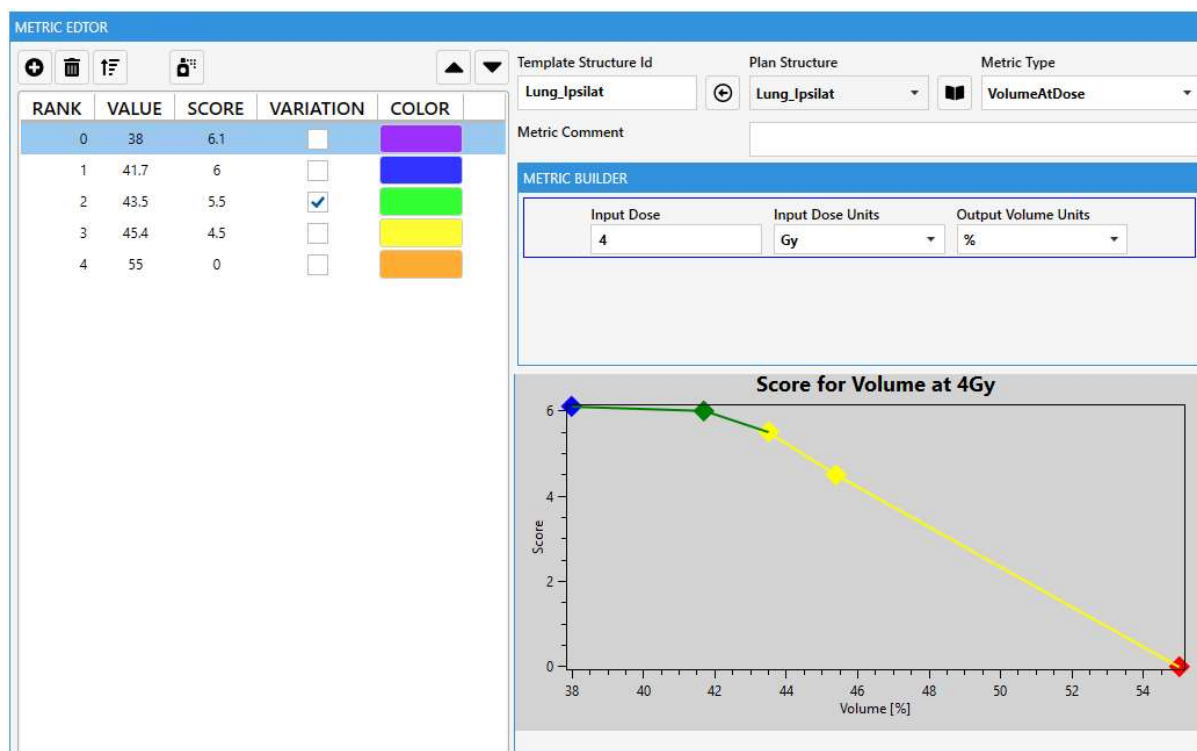 METRIC EDTOR
RANK VALUE SCORE VARIATION COLOR
0 38 6.1
1 41.7 6
2 43.5 5.5
3 45.4 4.5
4 55 0
Template Structure Id Plan Structure Metric Type
Lung_Ipsilat Lung_Ipsilat VolumeAtDose
Metric Comment
METRIC BUILDER
Input Dose Input Dose Units Output Volume Units
4 Gy %
Score for Volume at 4Gy
6
4
2
0
Score
38 40 42 44 46 48 50 52 54
Volume [%]